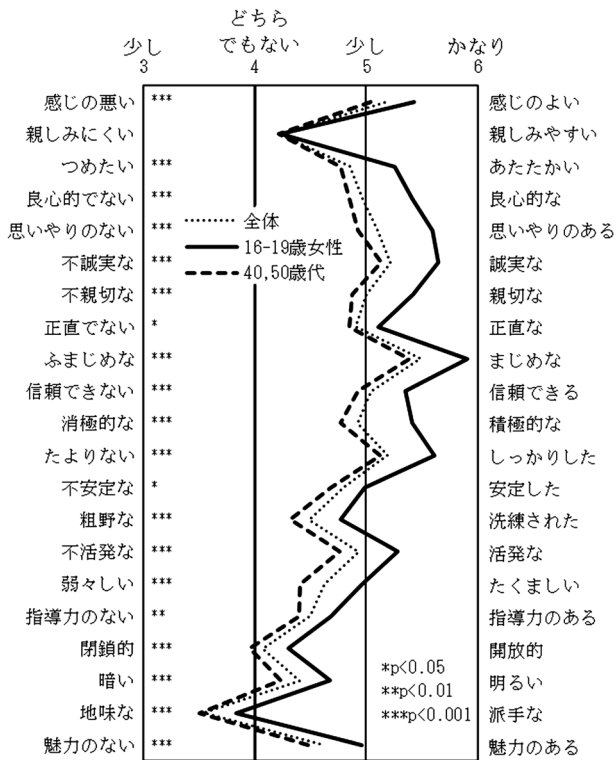 どちら
少し でもない 少し かなり
3 4 5 6
感じの悪い *** 感じのよい
親しみにくい 親しみやすい
つめたい *** あたたかい
良心的でない *** 良心的な
思いやりのない *** 思いやりのある
不誠実な *** 誠実な
不親切な *** 親切な
正直でない * 正直な
ふまじめな *** まじめな
信頼できない *** 信頼できる
消極的な *** 積極的な
たよりない *** しっかりした
不安定な * 安定した
粗野な *** 洗練された
不活発な *** 活発な
弱々しい *** たくましい
指導力のない ** 指導力のある
閉鎖的 *** 開放的
暗い *** 明るい
地味な *** 派手な
魅力のない *** 魅力のある
全体
16-19歳女性
40,50歳代
*p<0.05
**p<0.01
***p<0.001